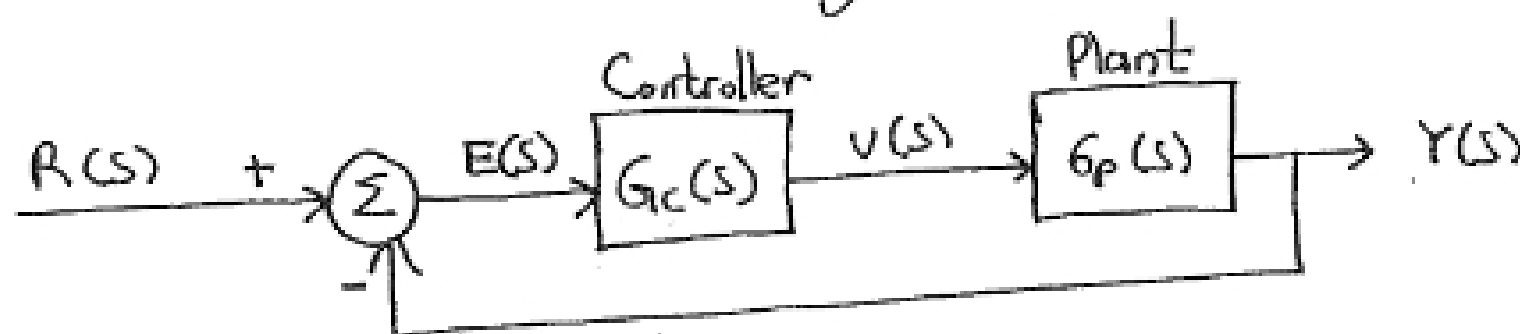 Controller
Plant
R(S) + Σ E(S) Gc(S) U(S) Gp(S) Y(S)
-